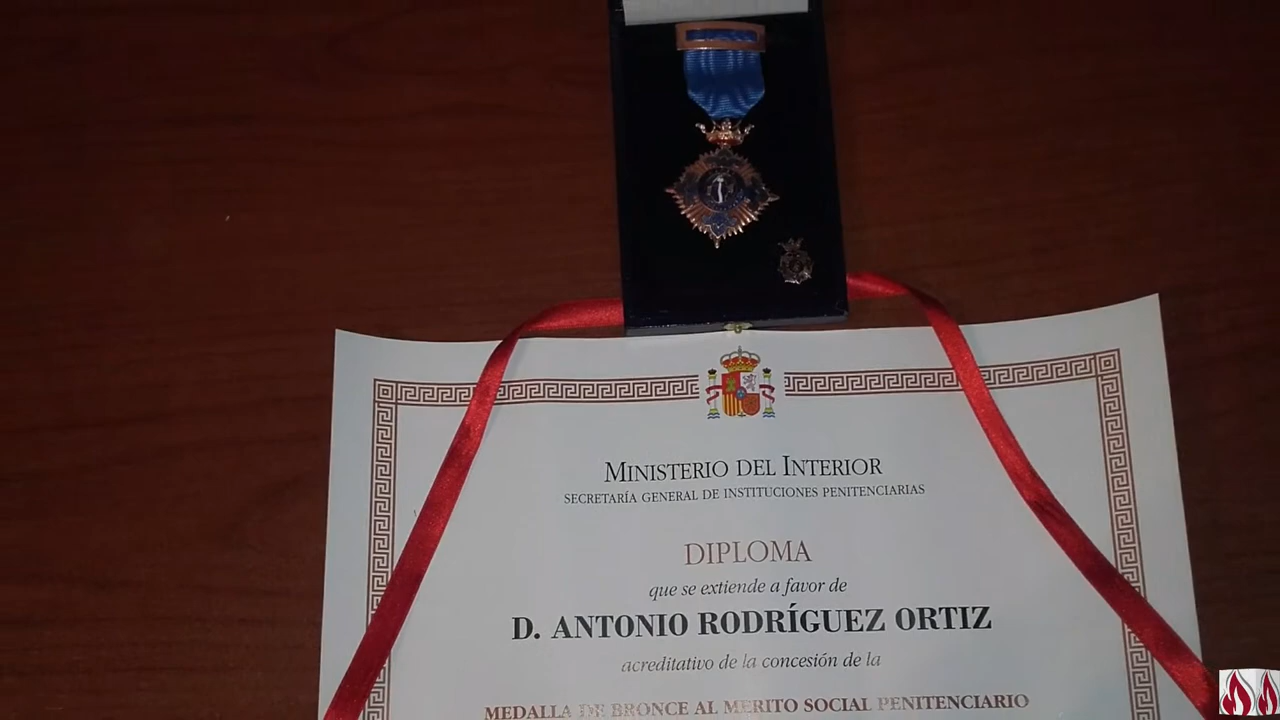 MINISTERIO DEL INTERIOR
SECRETARÍA GENERAL DE INSTITUCIONES PENITENCIARIAS
DIPLOMA
que se extiende a favor de
D. ANTONIO RODRÍGUEZ ORTIZ
acreditativo de la concesión de la
MEDALLA DE BRONCE AL MERITO SOCIAL PENITENCIARIO